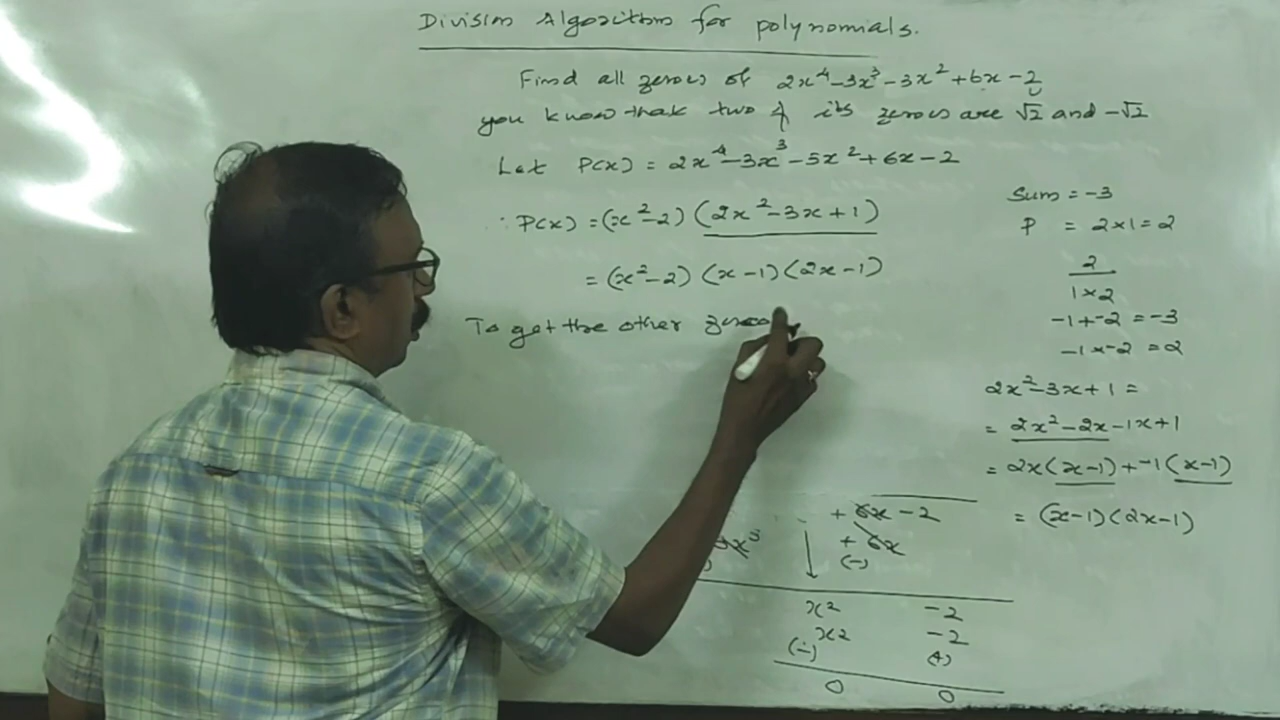 Division Algorithm for polynomials.
Find all zeroes of 2x⁴-3x³-3x²+6x-2
you know that two of its zeroes are √2 and -√2
Let P(x) = 2x⁴-3x³-3x²+6x-2
∴ P(x) = (x²-2) (2x²-3x+1)
= (x²-2) (x-1) (2x-1)
To get the other
Sum = -3
P = 2×1=2
2
1×2
-1+-2 = -3
-1×-2 = 2
2x²-3x+1 =
= 2x²-2x-1x+1
= 2x(x-1)+-1(x-1)
= (x-1)(2x-1)
+ 6x - 2
x³ + 6x
(-)
x² -2
x² -2
(-) (+)
0 0